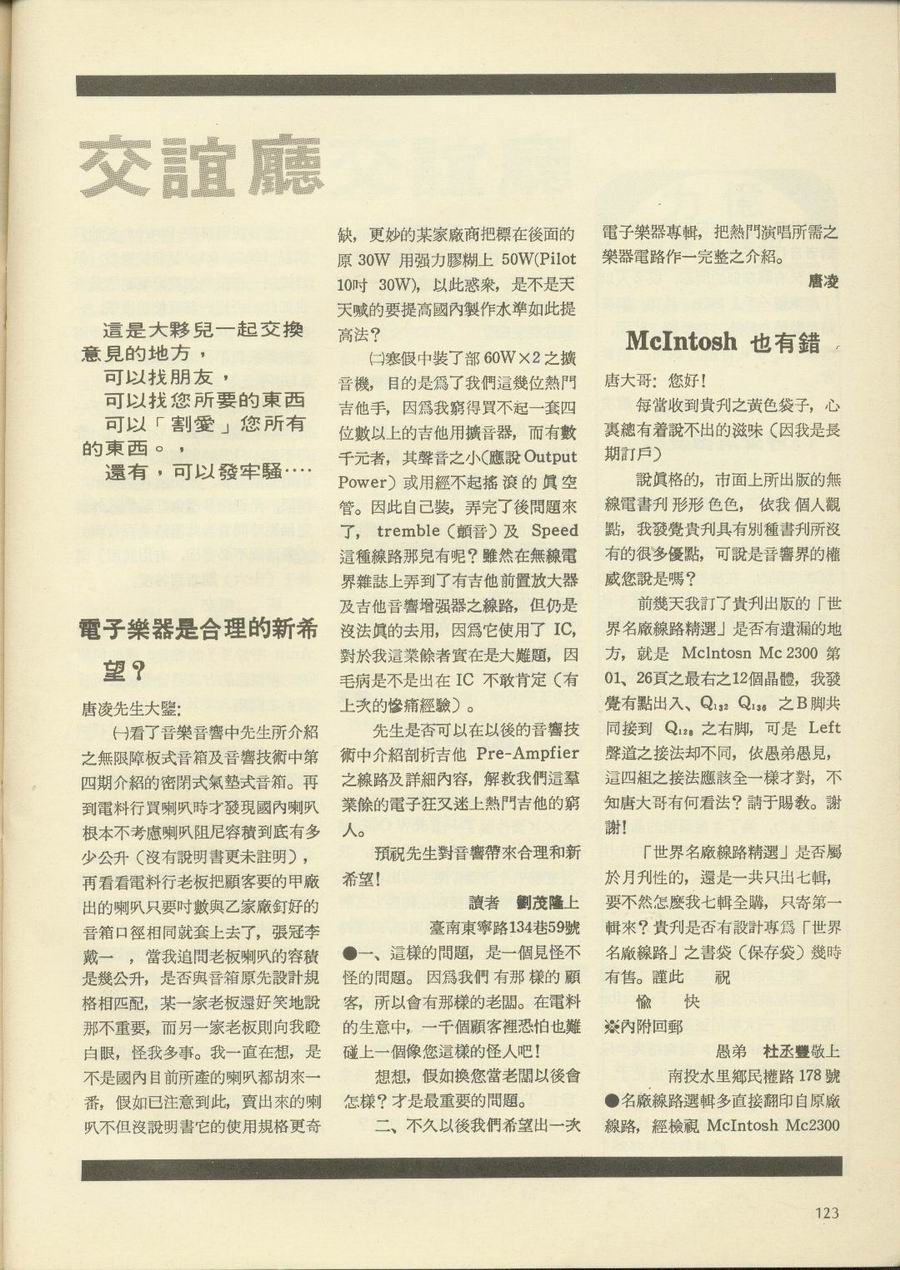 交誼廳
這是大夥兒一起交換
意見的地方，
可以找朋友，
可以找您所要的東西
可以「割愛」您所有
的東西。，
還有，可以發牢騷‥‥
電子樂器是合理的新希
望？
唐凌先生大鑒：
㈠看了音樂音響中先生所介紹
之無限障板式音箱及音響技術中第
四期介紹的密閉式氣墊式音箱。再
到電料行買喇叭時才發現國內喇叭
根本不考慮喇叭阻尼容積到底有多
少公升（沒有說明書更未註明），
再看看電料行老板把顧客要的甲廠
出的喇叭只要吋數與乙家廠釘好的
音箱口徑相同就套上去了，張冠李
戴一 ，當我追問老板喇叭的容積
是幾公升，是否與音箱原先設計規
格相匹配，某一家老板還好笑地說
那不重要，而另一家老板則向我瞪
白眼，怪我多事。我一直在想，是
不是國內目前所產的喇叭都胡來一
番，假如已注意到此，賣出來的喇
叭不但沒說明書它的使用規格更奇
缺，更妙的某家廠商把標在後面的
原 30W 用强力膠糊上 50W(Pilot
10吋 30W)，以此惑衆，是不是天
天喊的要提高國內製作水準如此提
高法？
㈡寒假中裝了部 60W×2 之擴
音機，目的是爲了我們這幾位熱門
吉他手，因爲我窮得買不起一套四
位數以上的吉他用擴音器，而有數
千元者，其聲音之小(應說 Output
Power）或用經不起搖滾的眞空
管。因此自己裝，弄完了後問題來
了， tremble（顫音）及 Speed
這種線路那兒有呢？雖然在無線電
界雜誌上弄到了有吉他前置放大器
及吉他音響增强器之線路，但仍是
沒法眞的去用，因爲它使用了 IC,
對於我這業餘者實在是大難題，因
毛病是不是出在 IC 不敢肯定（有
上次的慘痛經驗）。
先生是否可以在以後的音響技
術中介紹剖析吉他 Pre-Ampfier
之線路及詳細內容，解救我們這羣
業餘的電子狂又迷上熱門吉他的窮
人。
預祝先生對音響帶來合理和新
希望！
讀者 劉茂隆上
臺南東寧路134巷59號
●一、這樣的問題，是一個見怪不
怪的問題。因爲我們有那樣的顧
客，所以會有那樣的老闆。在電料
的生意中，一千個顧客裡恐怕也難
碰上一個像您這樣的怪人吧！
想想，假如換您當老闆以後會
怎樣？才是最重要的問題。
二、不久以後我們希望出一次
電子樂器專輯，把熱門演唱所需之
樂器電路作一完整之介紹。
唐凌
McIntosh 也有錯
唐大哥：您好！
每當收到貴刋之黃色袋子，心
裏總有着說不出的滋味（因我是長
期訂戶）
說眞格的，市面上所出版的無
線電書刋形形色色， 依我個人觀
點，我發覺貴刋具有別種書刋所沒
有的很多優點，可說是音響界的權
威您說是嗎？
前幾天我訂了貴刋出版的「世
界名廠線路精選」是否有遺漏的地
方，就是 Mclntosn Mc 2300 第
01、26頁之最右之12個晶體，我發
覺有點出入、Q₁₃₂ Q₁₃₆ 之B脚共
同接到 Q₁₂₈ 之右脚，可是 Left
聲道之接法却不同，依愚弟愚見，
這四組之接法應該全一樣才對，不
知唐大哥有何看法？請于賜教。謝
謝！
「世界名廠線路精選」是否屬
於月刋性的，還是一共只出七輯，
要不然怎麼我七輯全購，只寄第一
輯來？貴刋是否有設計專爲「世界
名廠線路」之書袋（保存袋）幾時
有售。謹此 祝
愉 快
※內附回郵
愚弟 杜丞豐敬上
南投水里鄉民權路 178 號
●名廠線路選輯多直接翻印自原廠
線路，經檢視 McIntosh Mc2300
123